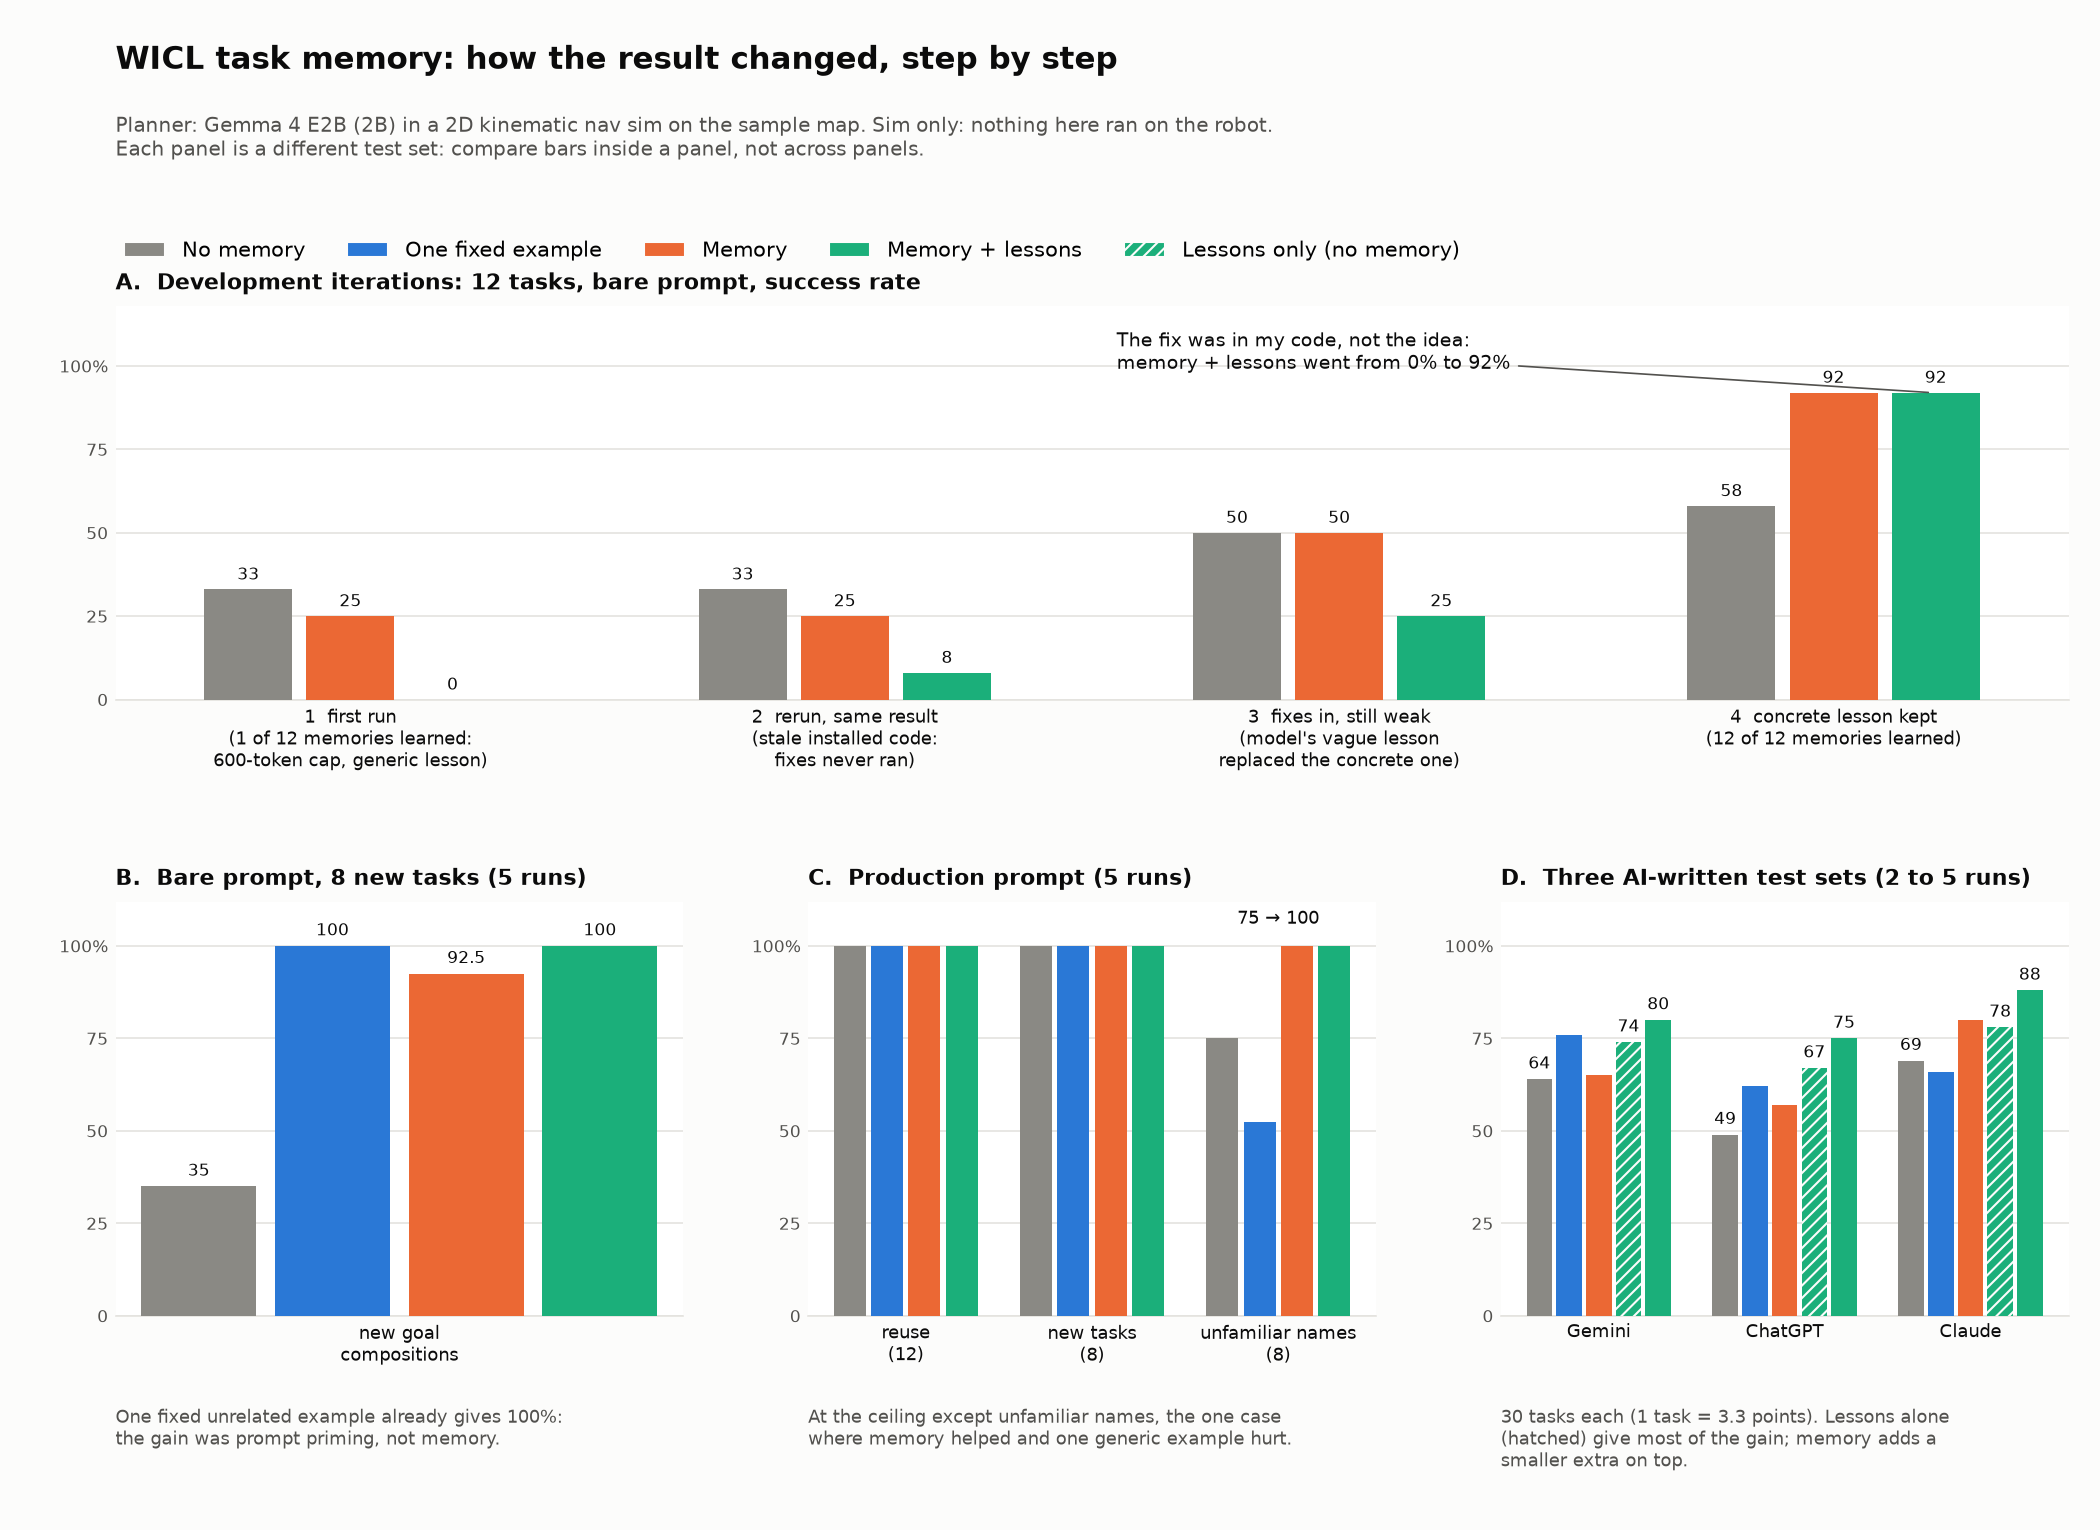 WICL task memory: how the result changed, step by step
Planner: Gemma 4 E2B (2B) in a 2D kinematic nav sim on the sample map. Sim only: nothing here ran on the robot.
Each panel is a different test set: compare bars inside a panel, not across panels.
No memory
One fixed example
Memory
Memory + lessons
Lessons only (no memory)
A. Development iterations: 12 tasks, bare prompt, success rate
The fix was in my code, not the idea:
memory + lessons went from 0% to 92%
100%
75
50
25
0
33
25
0
33
25
8
50
50
25
58
92
92
1 first run
(1 of 12 memories learned:
600-token cap, generic lesson)
2 rerun, same result
(stale installed code:
fixes never ran)
3 fixes in, still weak
(model's vague lesson
replaced the concrete one)
4 concrete lesson kept
(12 of 12 memories learned)
B. Bare prompt, 8 new tasks (5 runs)
100%
75
50
25
0
35
100
92.5
100
new goal
compositions
One fixed unrelated example already gives 100%:
the gain was prompt priming, not memory.
C. Production prompt (5 runs)
75 → 100
100%
75
50
25
0
reuse
(12)
new tasks
(8)
unfamiliar names
(8)
At the ceiling except unfamiliar names, the one case
where memory helped and one generic example hurt.
D. Three AI-written test sets (2 to 5 runs)
100%
75
50
25
0
64
74
80
49
67
75
69
78
88
Gemini
ChatGPT
Claude
30 tasks each (1 task = 3.3 points). Lessons alone
(hatched) give most of the gain; memory adds a
smaller extra on top.